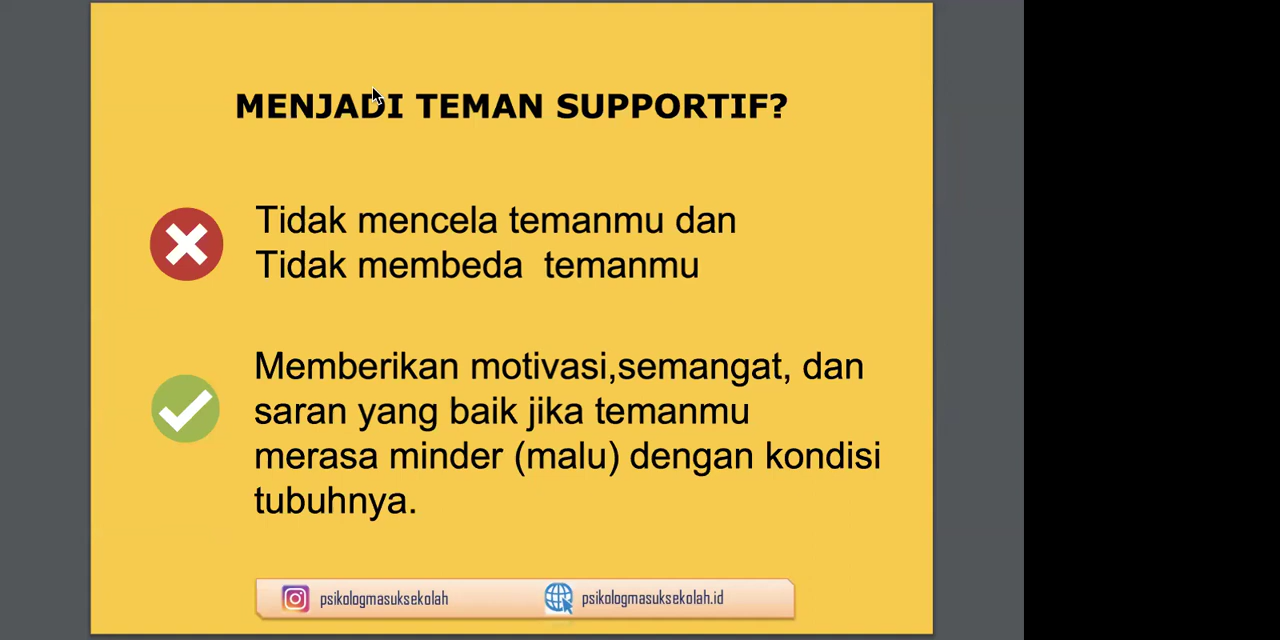 MENJADI TEMAN SUPPORTIF?
Tidak mencela temanmu dan
Tidak membeda temanmu
Memberikan motivasi,semangat, dan
saran yang baik jika temanmu
merasa minder (malu) dengan kondisi
tubuhnya.
psikologmasuksekolah
psikologmasuksekolah.id